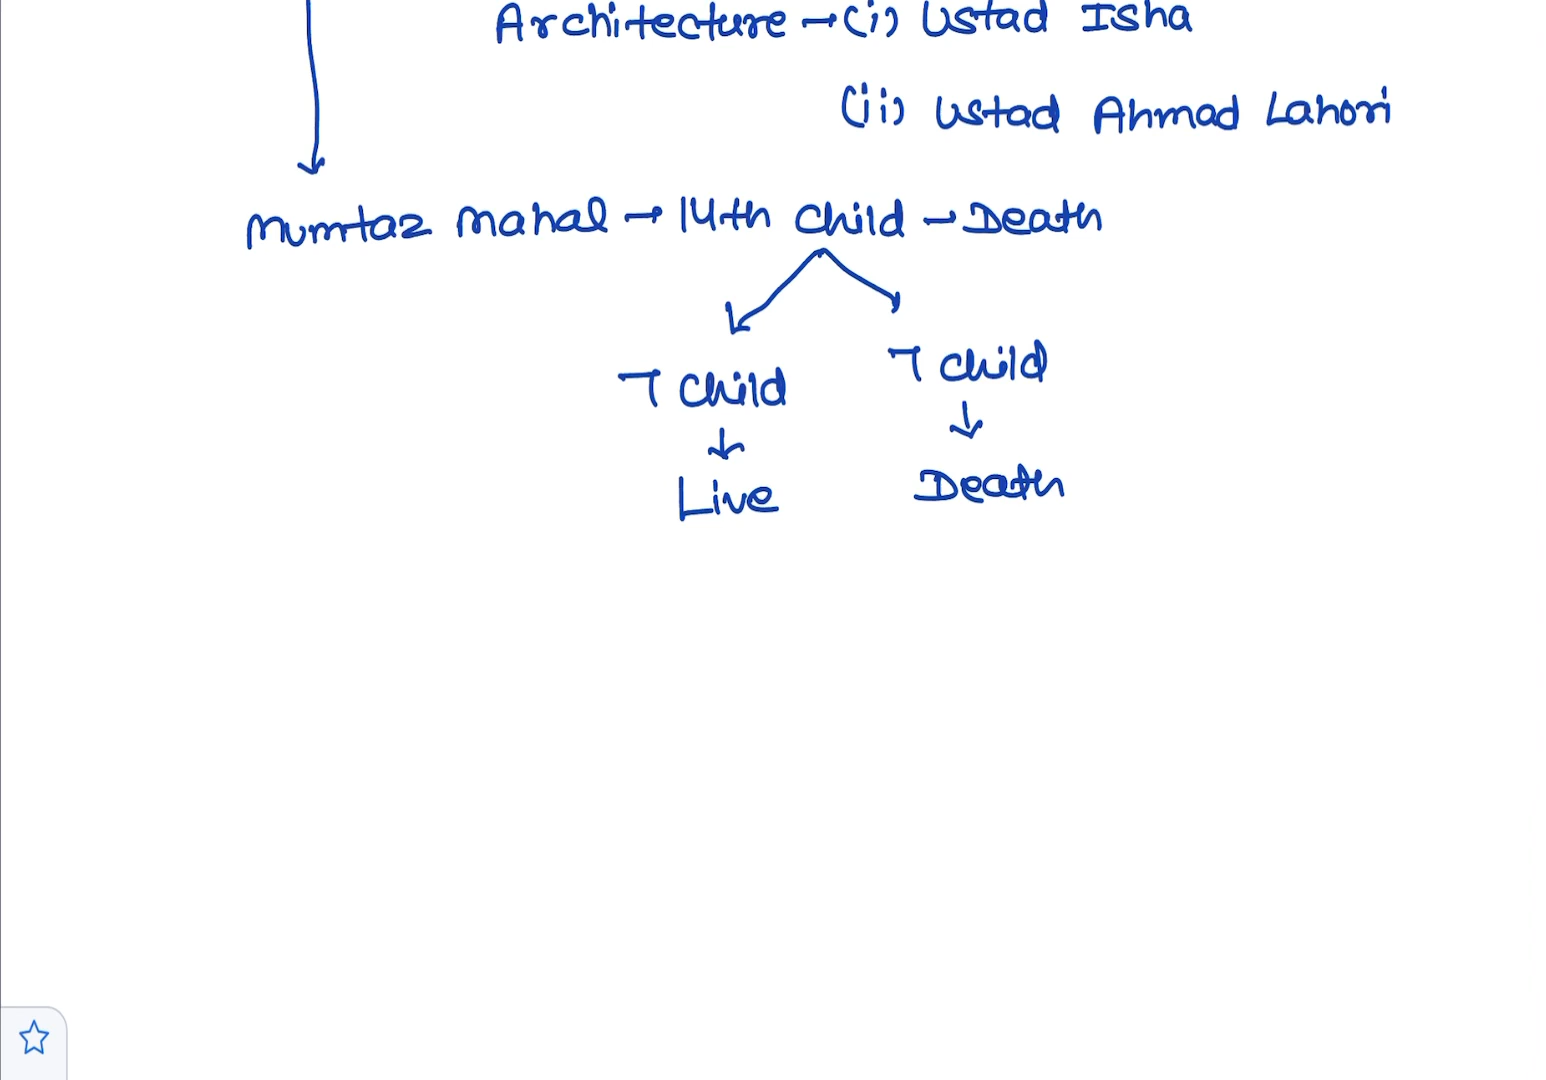 Architecture → (i) Ustad Isha
(ii) Ustad Ahmad Lahori
Mumtaz Mahal → 14th Child → Death
7 Child
7 Child
Live
Death